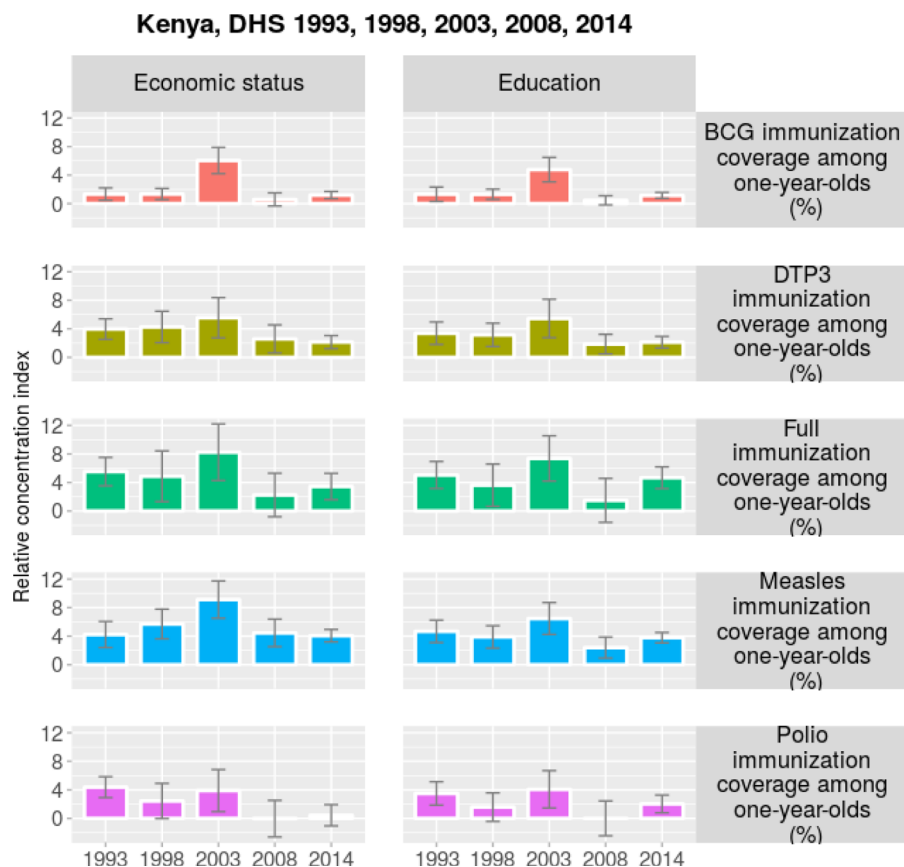 Kenya, DHS 1993, 1998, 2003, 2008, 2014
Economic status
Education
Relative concentration index
12
8
4
0
BCG immunization
coverage among
one-year-olds
(%)
12
8
4
0
DTP3
immunization
coverage among
one-year-olds
(%)
12
8
4
0
Full
immunization
coverage among
one-year-olds
(%)
12
8
4
0
Measles
immunization
coverage among
one-year-olds
(%)
12
8
4
0
Polio
immunization
coverage among
one-year-olds
(%)
1993 1998 2003 2008 2014
1993 1998 2003 2008 2014